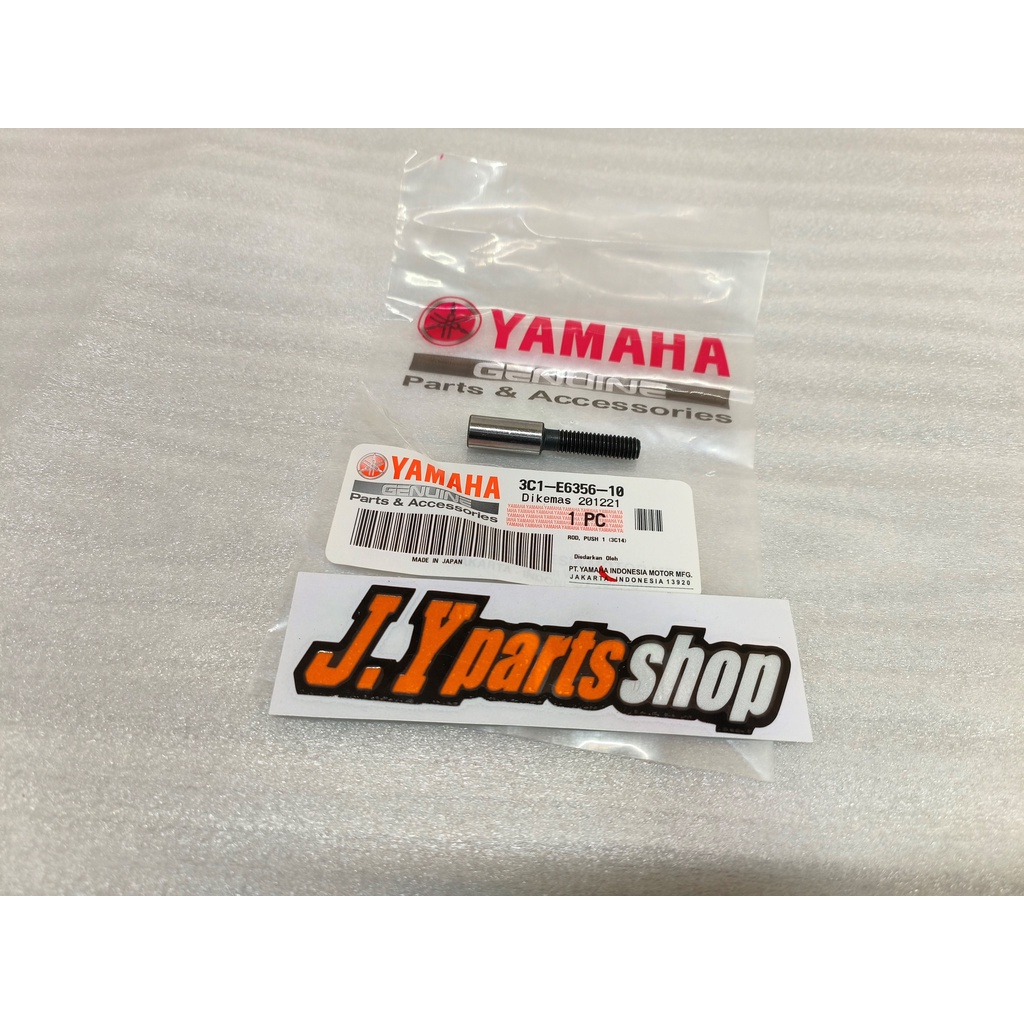 YAMAHA
GENUINE
Parts & Accessories
YAMAHA
GENUINE
Parts & Accessories
3C1-E6356-10
Dikemas 201221
1 PC
ROD, PUSH 1 (3C14)
MADE IN JAPAN
Diedarkan Oleh
PT. YAMAHA INDONESIA MOTOR MFG.
JAKARTA INDONESIA 13920
J.Y parts shop